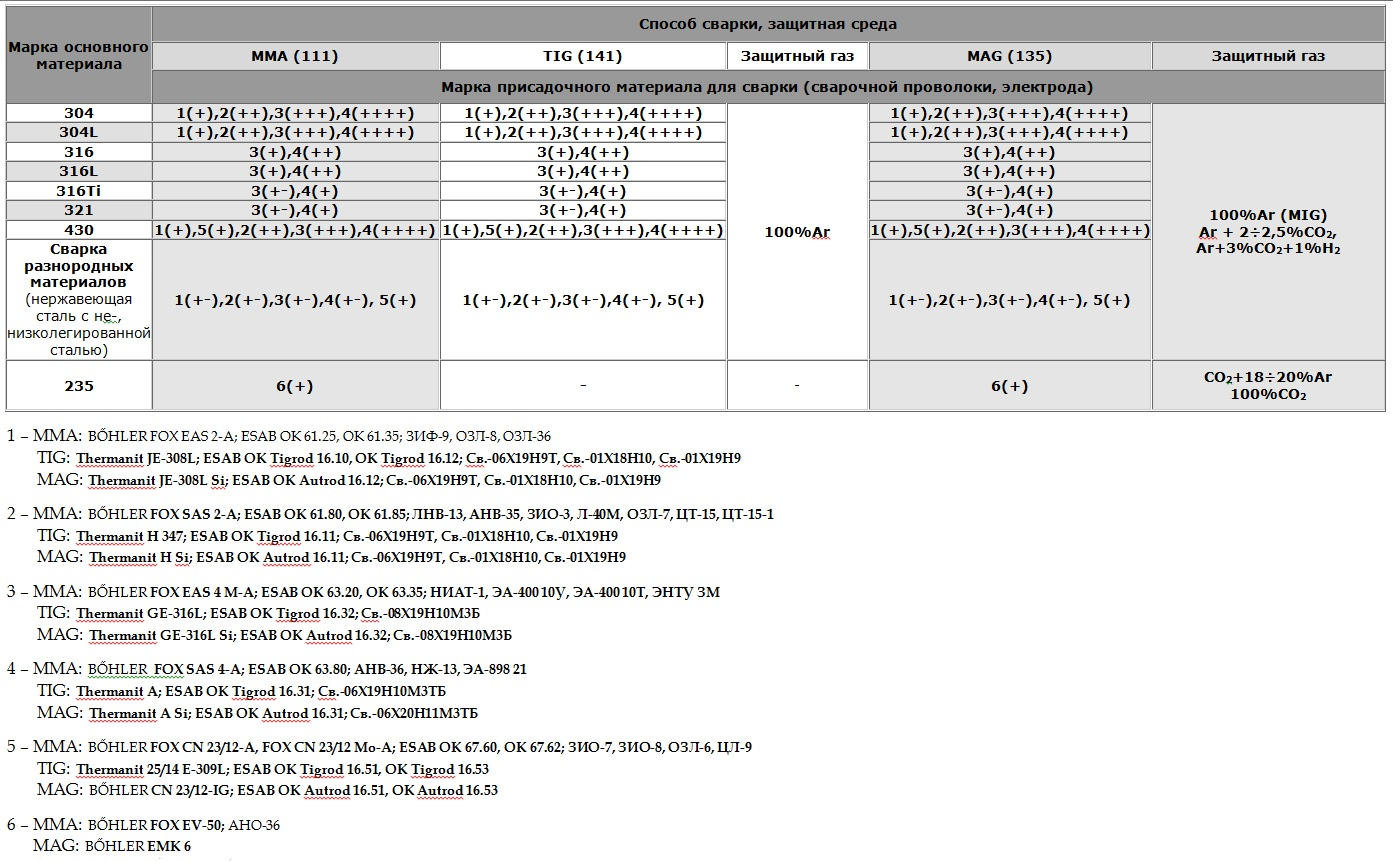 Марка основного материала
Способ сварки, защитная среда
MMA (111) TIG (141) Защитный газ MAG (135) Защитный газ
Марка присадочного материала для сварки (сварочной проволоки, электрода)
304 1(+),2(++),3(+++),4(++++) 1(+),2(++),3(+++),4(++++) 1(+),2(++),3(+++),4(++++)
304L 1(+),2(++),3(+++),4(++++) 1(+),2(++),3(+++),4(++++) 1(+),2(++),3(+++),4(++++)
316 3(+),4(++) 3(+),4(++) 3(+),4(++)
316L 3(+),4(++) 3(+),4(++) 3(+),4(++)
316Ti 3(+-),4(+) 3(+-),4(+) 3(+-),4(+)
321 3(+-),4(+) 3(+-),4(+) 3(+-),4(+)
430 1(+),5(+),2(++),3(+++),4(++++) 1(+),5(+),2(++),3(+++),4(++++) 1(+),5(+),2(++),3(+++),4(++++)
100%Ar
100%Ar (MIG)
Ar + 2÷2,5%CO₂,
Ar+3%CO₂+1%H₂
Сварка
разнородных
материалов
(нержавеющая
сталь с не-,
низколегированной
сталью)
1(+-),2(+-),3(+-),4(+-), 5(+) 1(+-),2(+-),3(+-),4(+-), 5(+) 1(+-),2(+-),3(+-),4(+-), 5(+)
235 6(+) - - 6(+) CO₂+18÷20%Ar
100%CO₂
1 – MMA: BŐHLER FOX EAS 2-A; ESAB OK 61.25, OK 61.35; ЗИФ-9, ОЗЛ-8, ОЗЛ-36
TIG: Thermanit JE-308L; ESAB OK Tigrod 16.10, OK Tigrod 16.12; Св.-06Х19Н9Т, Св.-01Х18Н10, Св.-01Х19Н9
MAG: Thermanit JE-308L Si; ESAB OK Autrod 16.12; Св.-06Х19Н9Т, Св.-01Х18Н10, Св.-01Х19Н9
2 – MMA: BŐHLER FOX SAS 2-A; ESAB OK 61.80, OK 61.85; ЛНВ-13, АНВ-35, ЗИО-3, Л-40М, ОЗЛ-7, ЦТ-15, ЦТ-15-1
TIG: Thermanit H 347; ESAB OK Tigrod 16.11; Св.-06Х19Н9Т, Св.-01Х18Н10, Св.-01Х19Н9
MAG: Thermanit H Si; ESAB OK Autrod 16.11; Св.-06Х19Н9Т, Св.-01Х18Н10, Св.-01Х19Н9
3 – MMA: BŐHLER FOX EAS 4 M-A; ESAB OK 63.20, OK 63.35; НИАТ-1, ЭА-400 10У, ЭА-400 10Т, ЭНТУ 3М
TIG: Thermanit GE-316L; ESAB OK Tigrod 16.32; Св.-08Х19Н10М3Б
MAG: Thermanit GE-316L Si; ESAB OK Autrod 16.32; Св.-08Х19Н10М3Б
4 – MMA: BŐHLER FOX SAS 4-A; ESAB OK 63.80; АНВ-36, НЖ-13, ЭА-898 21
TIG: Thermanit A; ESAB OK Tigrod 16.31; Св.-06Х19Н10М3ТБ
MAG: Thermanit A Si; ESAB OK Autrod 16.31; Св.-06Х20Н11М3ТБ
5 – MMA: BŐHLER FOX CN 23/12-A, FOX CN 23/12 Mo-A; ESAB OK 67.60, OK 67.62; ЗИО-7, ЗИО-8, ОЗЛ-6, ЦЛ-9
TIG: Thermanit 25/14 E-309L; ESAB OK Tigrod 16.51, OK Tigrod 16.53
MAG: BŐHLER CN 23/12-IG; ESAB OK Autrod 16.51, OK Autrod 16.53
6 – MMA: BŐHLER FOX EV-50; АНО-36
MAG: BŐHLER EMK 6